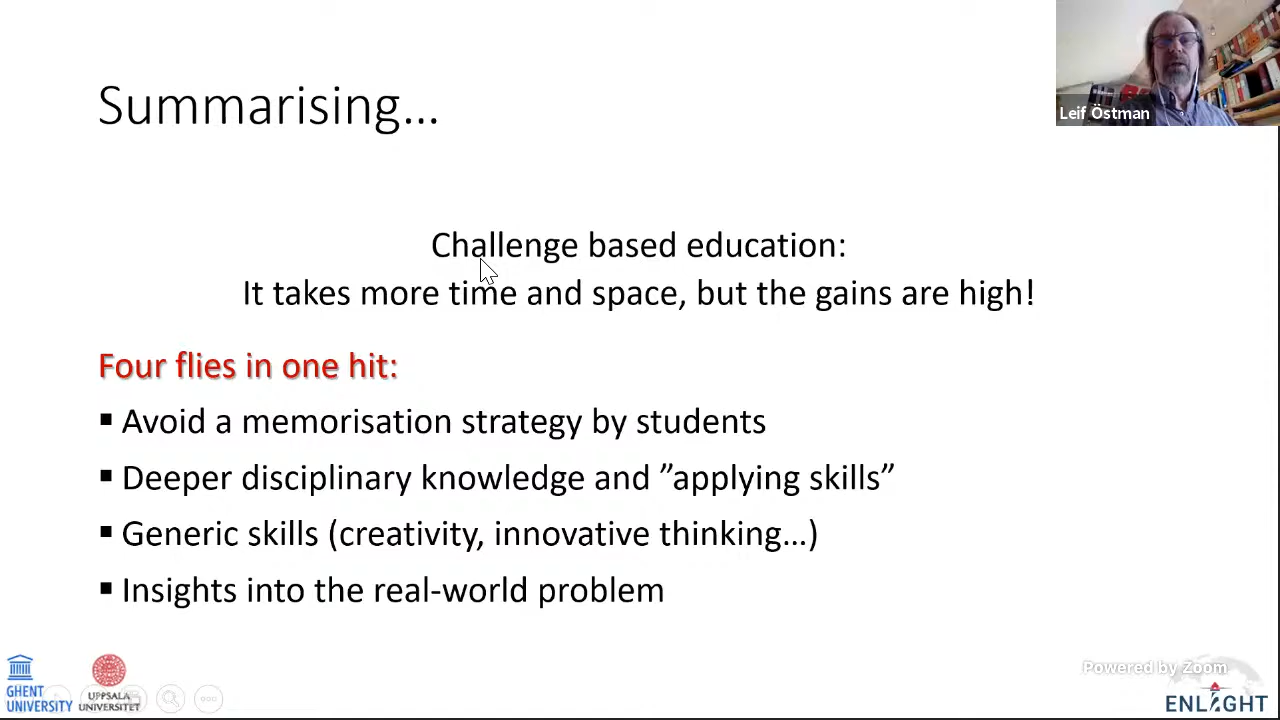 Summarising...
Leif Östman
Challenge based education:
It takes more time and space, but the gains are high!
Four flies in one hit:
▪ Avoid a memorisation strategy by students
▪ Deeper disciplinary knowledge and ”applying skills”
▪ Generic skills (creativity, innovative thinking...)
▪ Insights into the real-world problem
GHENT
UNIVERSITY
UPPSALA
UNIVERSITET
Powered by Zoom
ENLIGHT